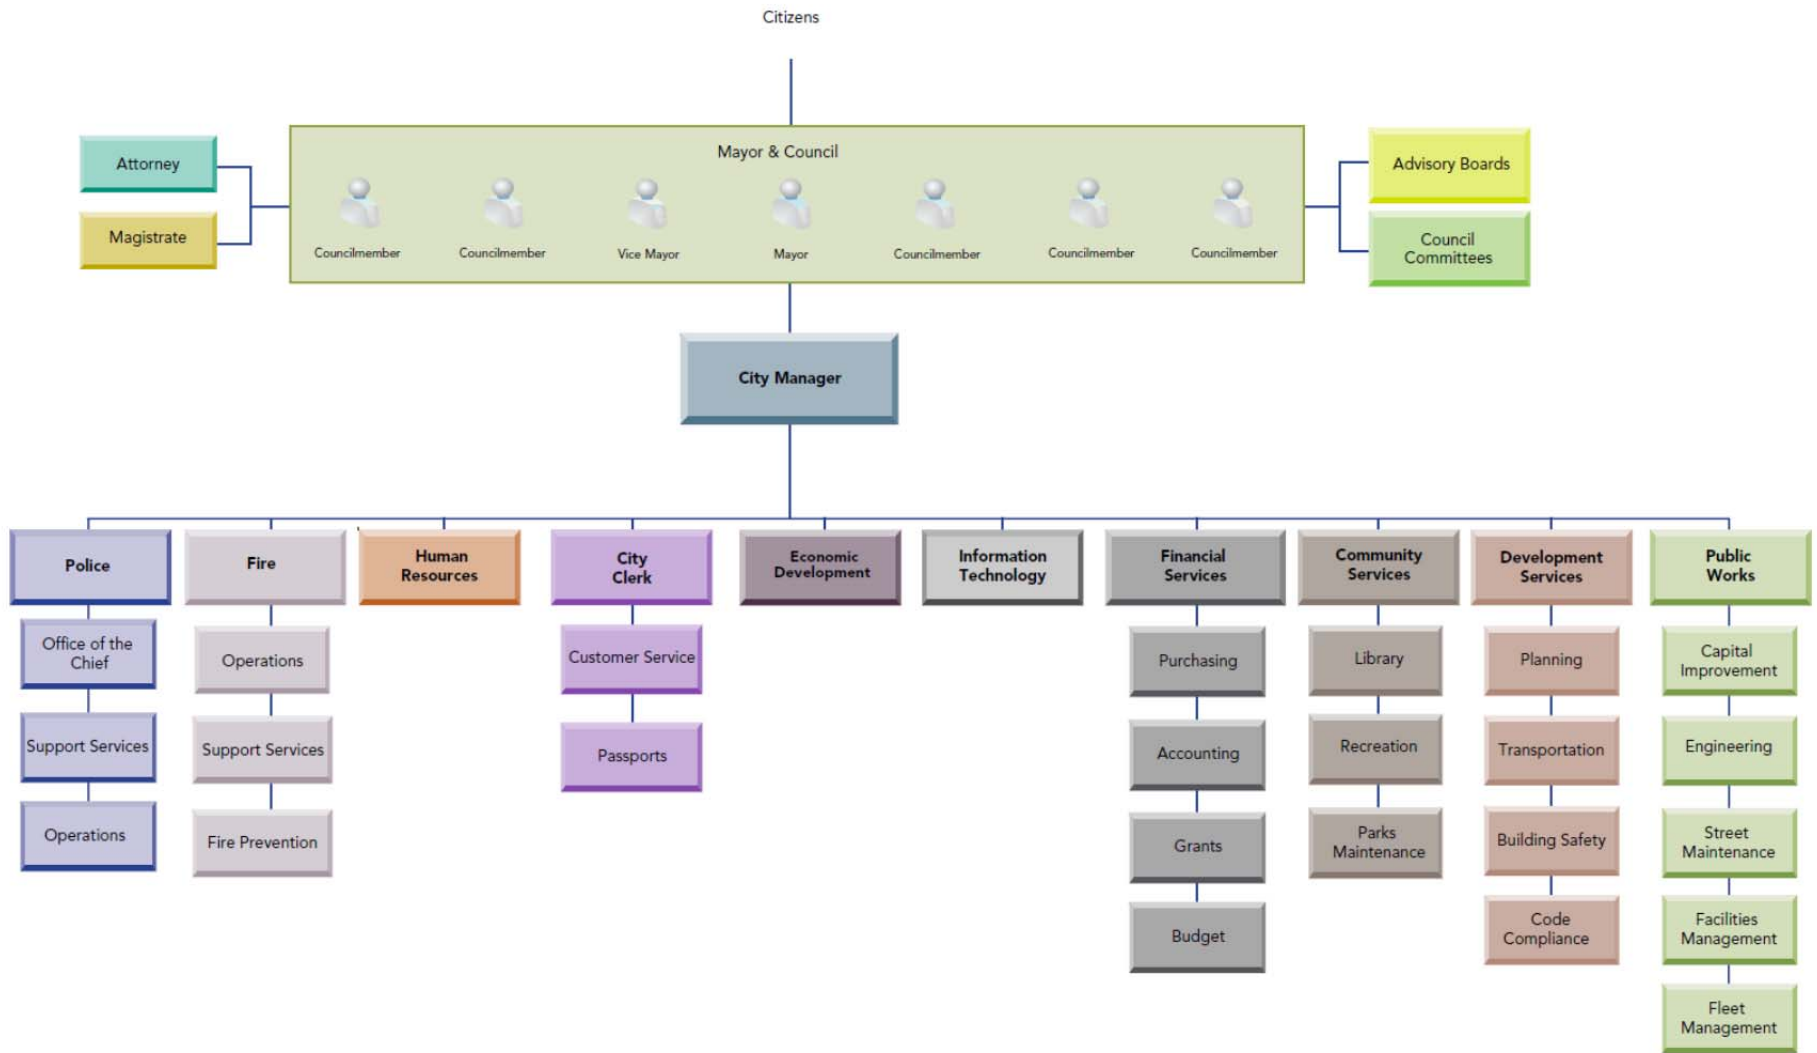 Citizens
Mayor & Council
Attorney
Magistrate
Councilmember
Councilmember
Vice Mayor
Mayor
Councilmember
Councilmember
Councilmember
Advisory Boards
Council
Committees
City Manager
Police
Office of the
Chief
Support Services
Operations
Fire
Operations
Support Services
Fire Prevention
Human
Resources
City
Clerk
Customer Service
Passports
Economic
Development
Information
Technology
Financial
Services
Purchasing
Accounting
Grants
Budget
Community
Services
Library
Recreation
Parks
Maintenance
Development
Services
Planning
Transportation
Building Safety
Code
Compliance
Public
Works
Capital
Improvement
Engineering
Street
Maintenance
Facilities
Management
Fleet
Management